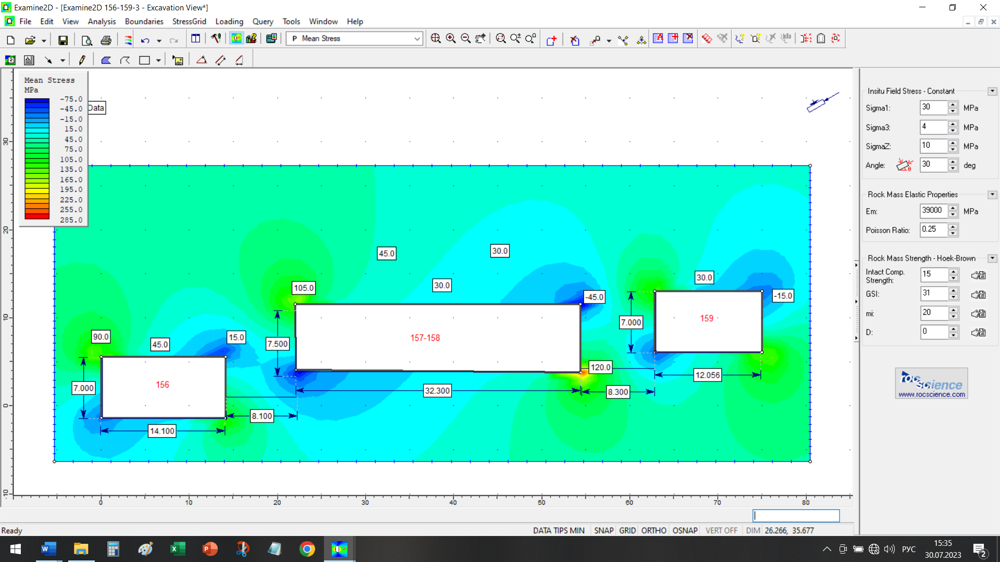 Examine2D - [Examine2D 156-159-3 - Excavation View*]
File Edit View Analysis Boundaries StressGrid Loading Query Tools Window Help
P Mean Stress
Mean Stress
MPa
-75.0
-45.0
-15.0
15.0
45.0
75.0
105.0
135.0
165.0
195.0
225.0
255.0
285.0
Data
30
20
10
0
-10
45.0
30.0
105.0
30.0
-45.0
30.0
-15.0
90.0
45.0
15.0
7.500
157-158
7.000
159
7.000
156
120.0
32.300
8.300
12.056
8.100
14.100
0 10 20 30 40 50 60 70 80
Insitu Field Stress - Constant
Sigma1: 30 MPa
Sigma3: 4 MPa
SigmaZ: 10 MPa
Angle: θ 30 deg
Rock Mass Elastic Properties
Em: 39000 MPa
Poisson Ratio: 0.25
Rock Mass Strength - Hoek-Brown
Intact Comp.
Strength: 15
GSI: 31
mi: 20
D: 0
rocscience
www.rocscience.com
Ready
DATA TIPS MIN SNAP GRID ORTHO OSNAP VERT OFF DIM 26.266, 35.677
РУС
15:35
30.07.2023
2